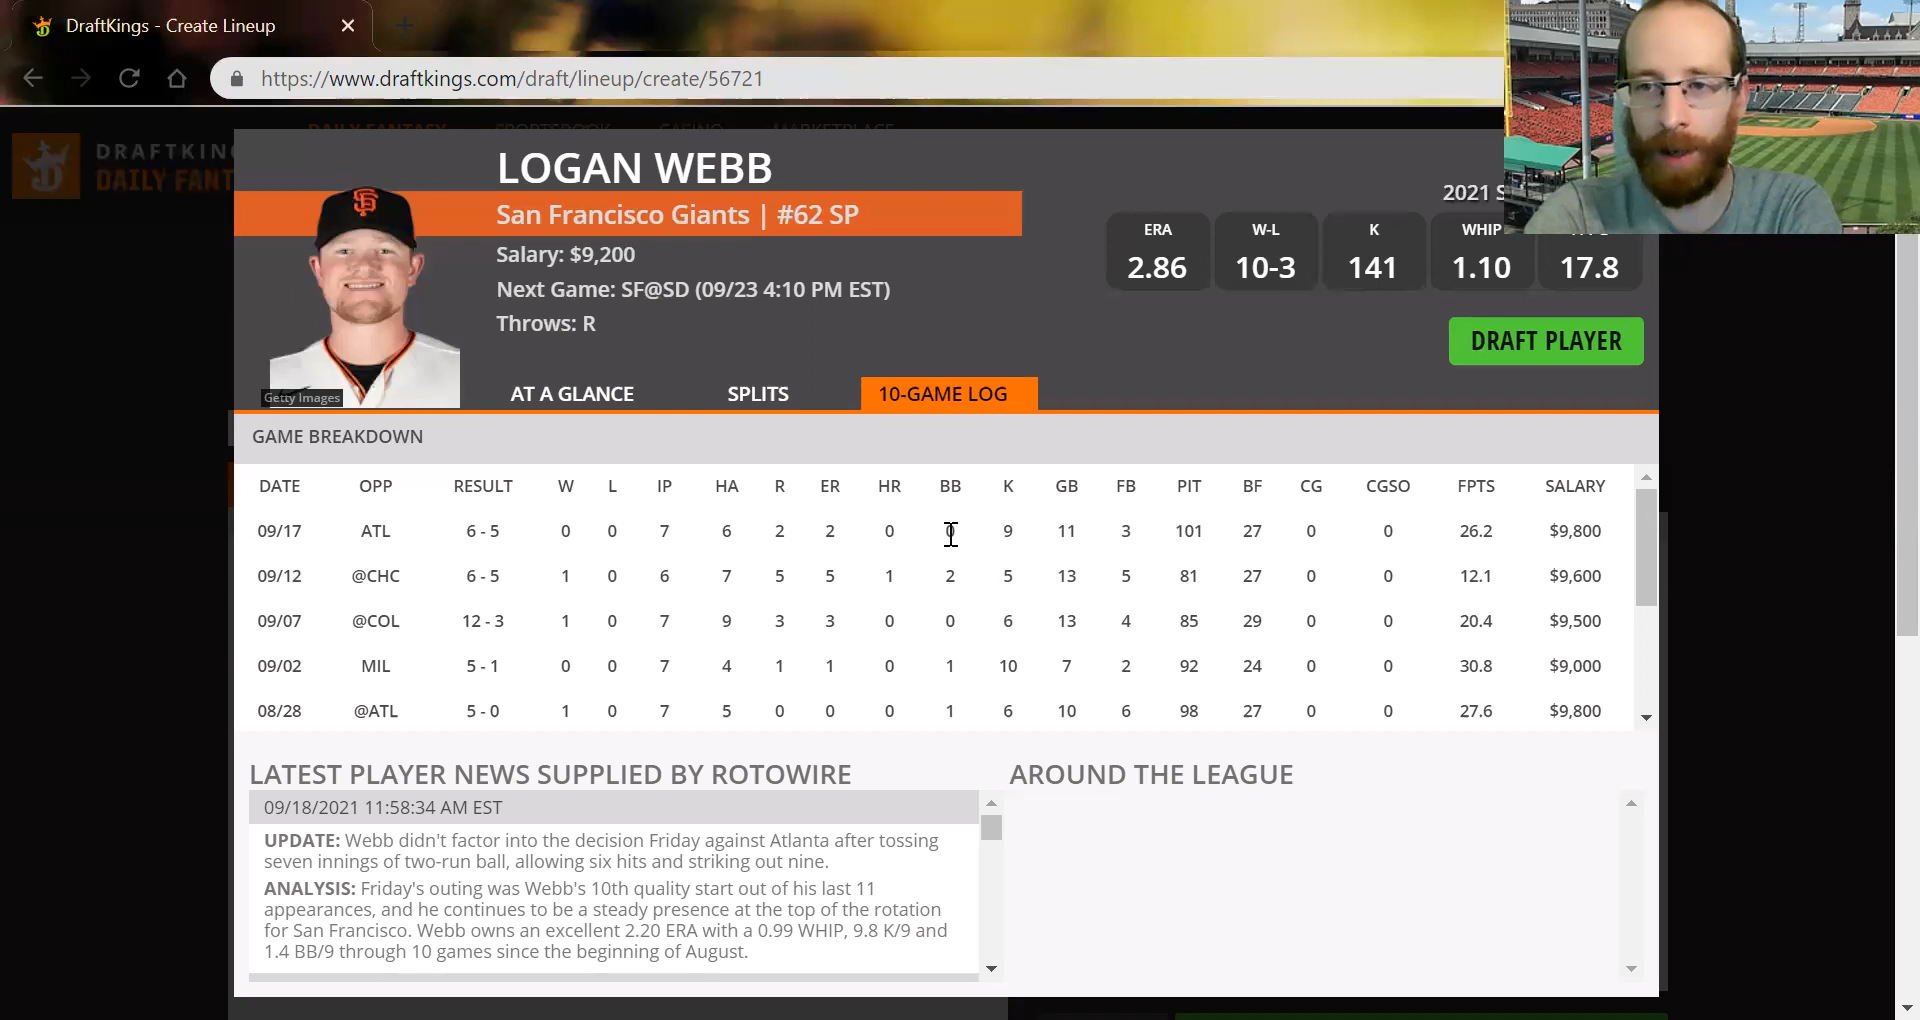 DraftKings - Create Lineup
https://www.draftkings.com/draft/lineup/create/56721
DAILY FANTASY SPORTSBOOK CASINO MARKETPLACE
DRAFTKIN
DAILY FANT
LOGAN WEBB
San Francisco Giants | #62 SP
Salary: $9,200
Next Game: SF@SD (09/23 4:10 PM EST)
Throws: R
2021 S
ERA W-L K WHIP
2.86 10-3 141 1.10 17.8
DRAFT PLAYER
SF
Getty Images
AT A GLANCE SPLITS 10-GAME LOG
GAME BREAKDOWN
DATE OPP RESULT W L IP HA R ER HR BB K GB FB PIT BF CG CGSO FPTS SALARY
09/17 ATL 6 - 5 0 0 7 6 2 2 0 0 9 11 3 101 27 0 0 26.2 $9,800
09/12 @CHC 6 - 5 1 0 6 7 5 5 1 2 5 13 5 81 27 0 0 12.1 $9,600
09/07 @COL 12 - 3 1 0 7 9 3 3 0 0 6 13 4 85 29 0 0 20.4 $9,500
09/02 MIL 5 - 1 0 0 7 4 1 1 0 1 10 7 2 92 24 0 0 30.8 $9,000
08/28 @ATL 5 - 0 1 0 7 5 0 0 0 1 6 10 6 98 27 0 0 27.6 $9,800
LATEST PLAYER NEWS SUPPLIED BY ROTOWIRE
09/18/2021 11:58:34 AM EST
UPDATE: Webb didn't factor into the decision Friday against Atlanta after tossing
seven innings of two-run ball, allowing six hits and striking out nine.
ANALYSIS: Friday's outing was Webb's 10th quality start out of his last 11
appearances, and he continues to be a steady presence at the top of the rotation
for San Francisco. Webb owns an excellent 2.20 ERA with a 0.99 WHIP, 9.8 K/9 and
1.4 BB/9 through 10 games since the beginning of August.
AROUND THE LEAGUE